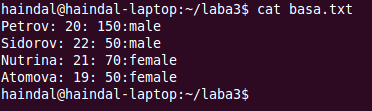 haindal@haindal-laptop:~/laba3$ cat basa.txt
Petrov: 20: 150:male
Sidorov: 22: 50:male
Nutrina: 21: 70:female
Atomova: 19: 50:female
haindal@haindal-laptop:~/laba3$